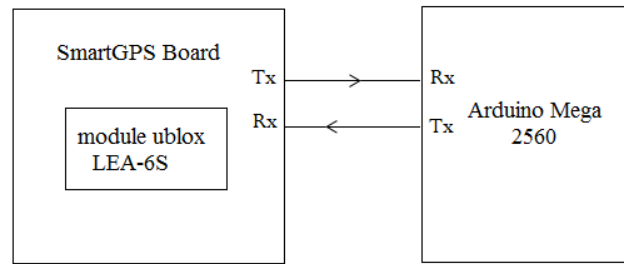 SmartGPS Board
Tx
Rx
module ublox
LEA-6S
Rx
Tx
Arduino Mega
2560